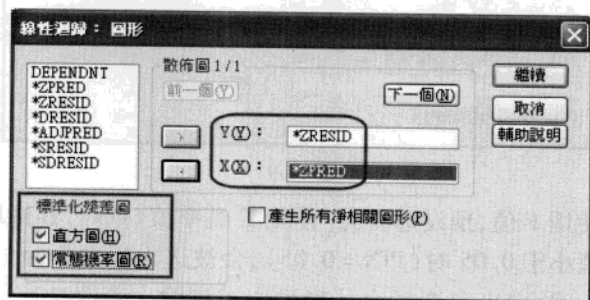 線性迴歸：圖形
DEPENDNT
*ZPRED
*ZRESID
*DRESID
*ADJPRED
*SRESID
*SDRESID
散佈圖 1/1
前一個(Y)
下一個(N)
Y(Y)：
*ZRESID
X(X)：
*ZPRED
繼續
取消
輔助說明
標準化殘差圖
直方圖(H)
常態機率圖(R)
產生所有淨相關圖形(P)